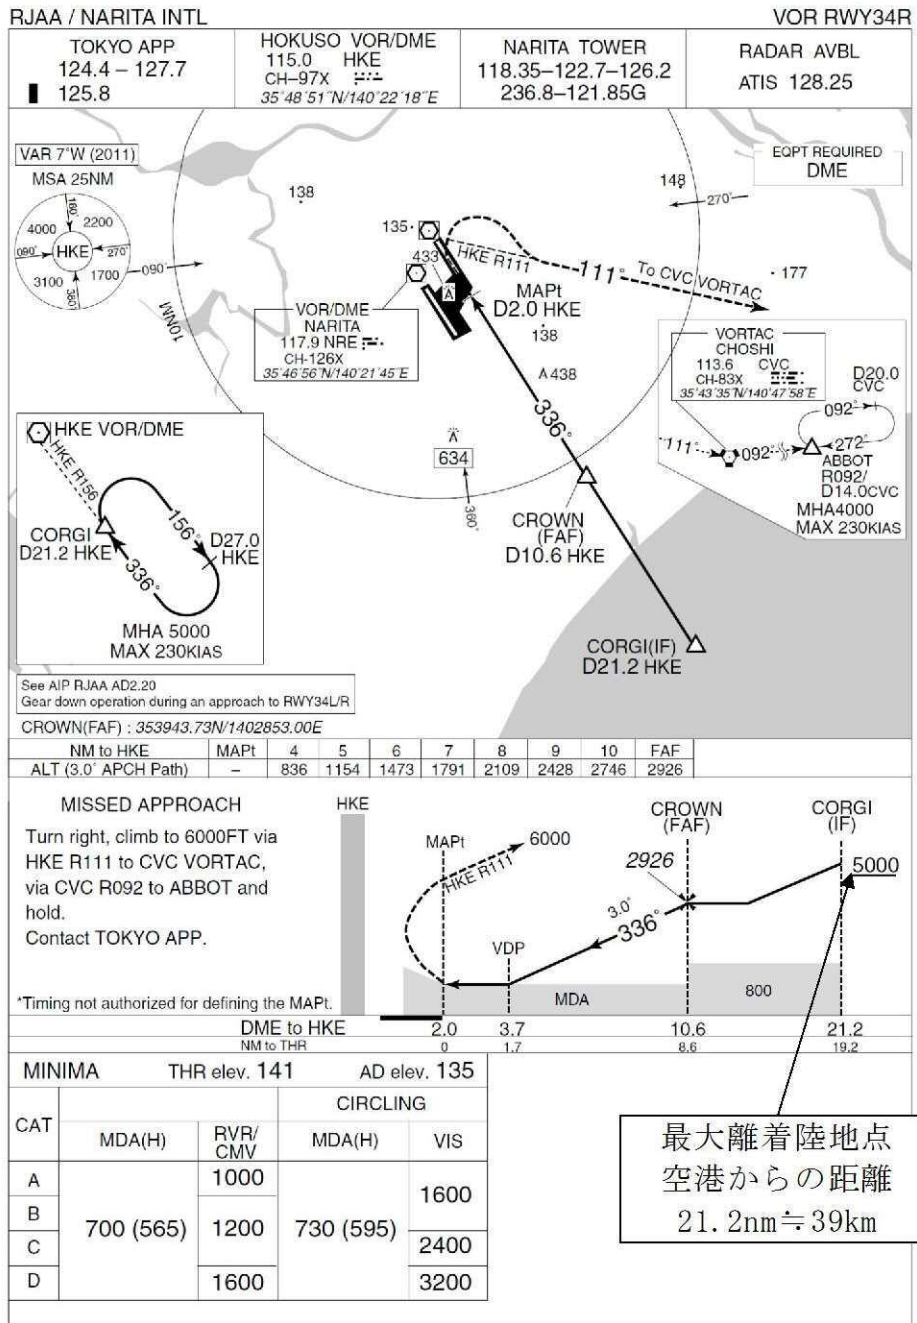 RJAA / NARITA INTL
VOR RWY34R
TOKYO APP
124.4 – 127.7
125.8
HOKUSO VOR/DME
115.0 HKE
CH–97X
35°48´51˝N/140°22´18˝E
NARITA TOWER
118.35–122.7–126.2
236.8–121.85G
RADAR AVBL
ATIS 128.25
VAR 7°W (2011)
MSA 25NM
180°
4000
2200
090°
HKE
270°
3100
1700
360°
090°
10NM
138
135
433
148
270°
EQPT REQUIRED
DME
HKE R111
111°
To CVC VORTAC
177
MAPt
D2.0 HKE
138
438
VOR/DME
NARITA
117.9 NRE
CH-126X
35°46´56˝N/140°21´45˝E
VORTAC
CHOSHI
113.6 CVC
CH-83X
35°43´35˝N/140°47´58˝E
D20.0
CVC
092°
111°
092°
272°
ABBOT
R092/
D14.0CVC
MHA4000
MAX 230KIAS
336°
634
360°
CROWN
(FAF)
D10.6 HKE
CORGI(IF)
D21.2 HKE
HKE VOR/DME
HKE R156
CORGI
D21.2 HKE
156°
D27.0
HKE
336°
MHA 5000
MAX 230KIAS
See AIP RJAA AD2.20
Gear down operation during an approach to RWY34L/R
CROWN(FAF) : 353943.73N/1402853.00E
NM to HKE MAPt 4 5 6 7 8 9 10 FAF
ALT (3.0° APCH Path) – 836 1154 1473 1791 2109 2428 2746 2926
MISSED APPROACH
Turn right, climb to 6000FT via
HKE R111 to CVC VORTAC,
via CVC R092 to ABBOT and
hold.
Contact TOKYO APP.
*Timing not authorized for defining the MAPt.
HKE
MAPt
6000
HKE R111
VDP
CROWN
(FAF)
2926
3.0°
336°
CORGI
(IF)
5000
MDA
800
DME to HKE 2.0 3.7 10.6 21.2
NM to THR 0 1.7 8.6 19.2
MINIMA THR elev. 141 AD elev. 135
CAT
CIRCLING
MDA(H)
RVR/
CMV
MDA(H)
VIS
A
B
C
D
700 (565)
1000
1200
1600
730 (595)
1600
2400
3200
最大離着陸地点
空港からの距離
21.2nm≒39km